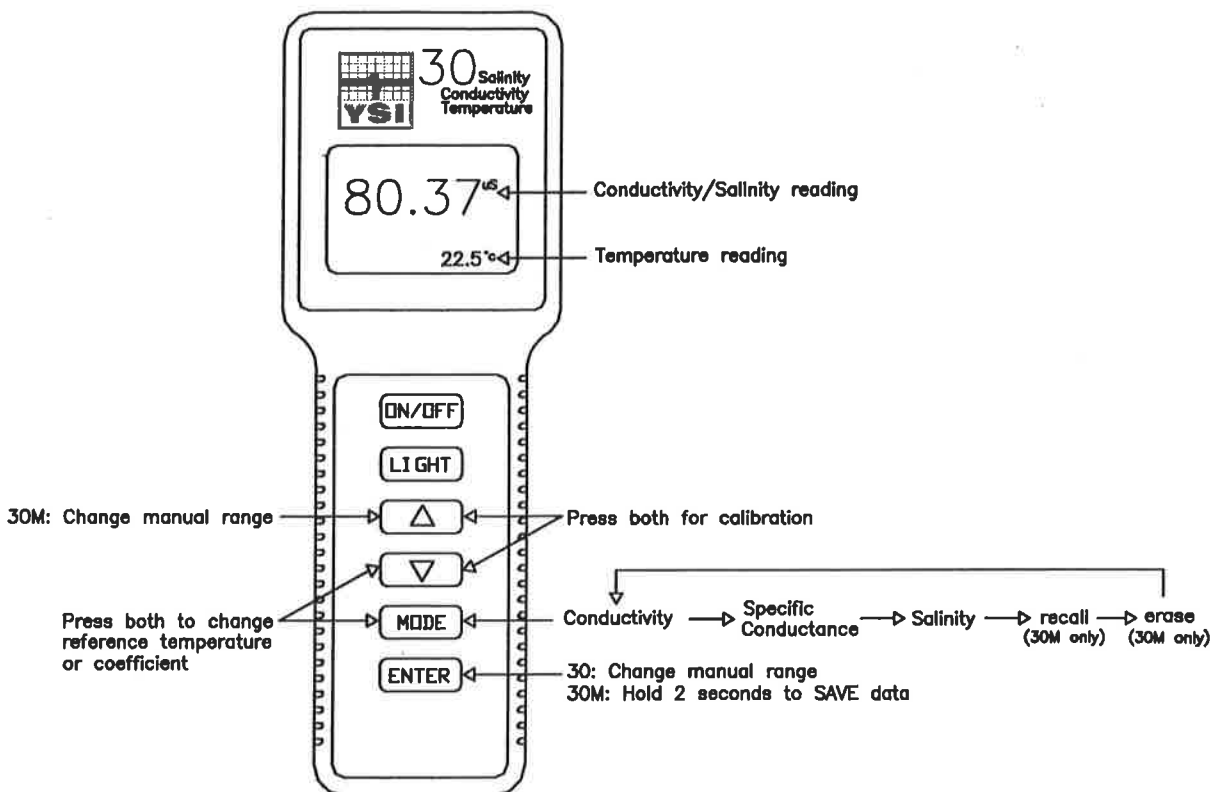 YSI
30
Salinity
Conductivity
Temperature
80.37 uS
Conductivity/Salinity reading
22.5 °C
Temperature reading
ON/OFF
LIGHT
30M: Change manual range
Press both for calibration
Press both to change
reference temperature
or coefficient
MODE
Conductivity
Specific
Conductance
Salinity
recall
(30M only)
erase
(30M only)
ENTER
30: Change manual range
30M: Hold 2 seconds to SAVE data